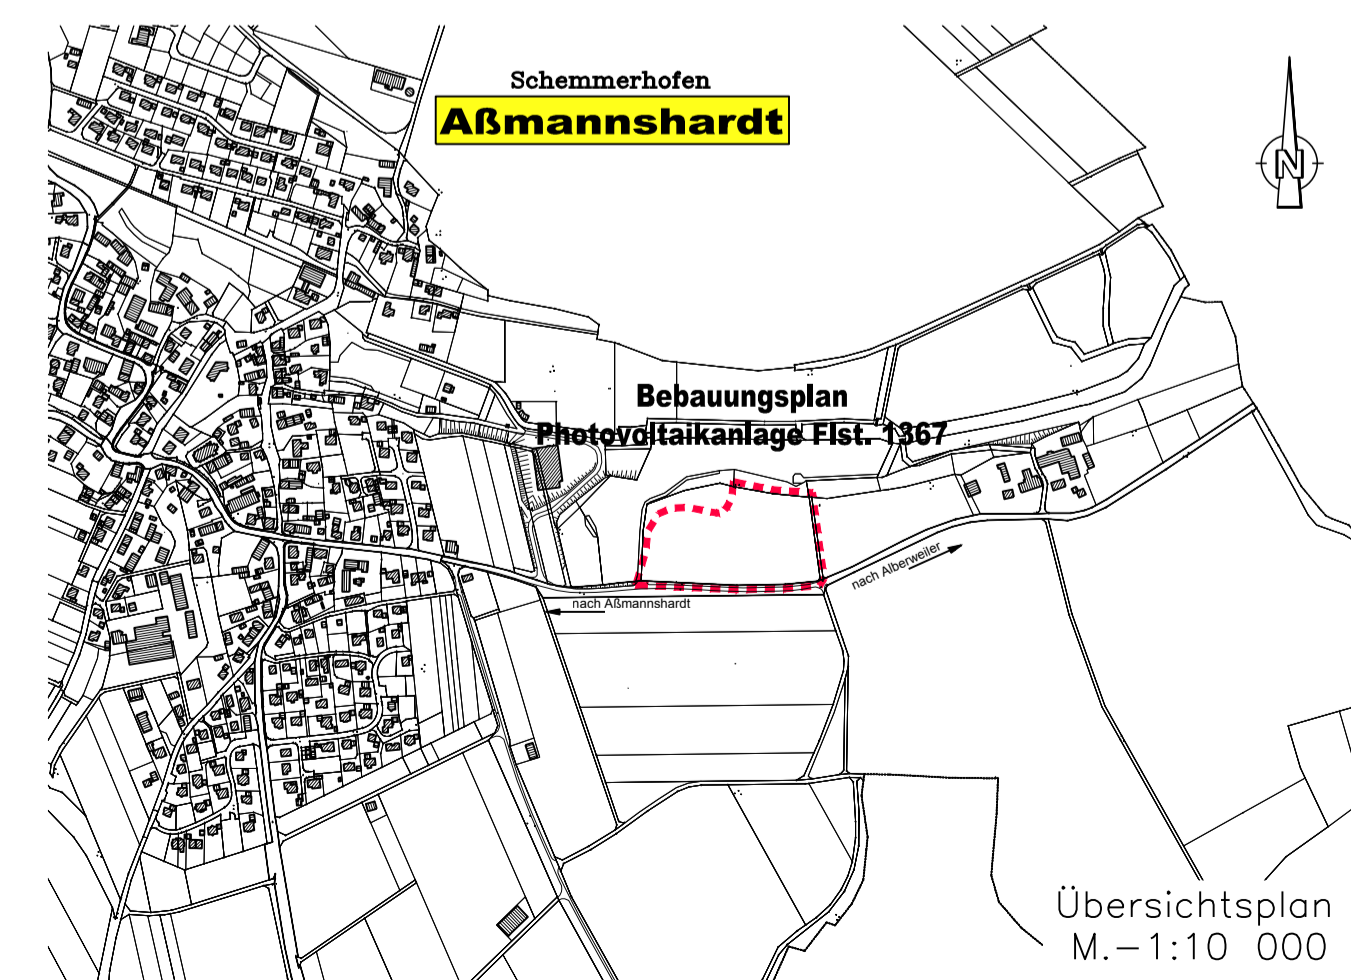 Schemmerhofen
Aßmannshardt
N
Bebauungsplan
Photovoltaikanlage Flst. 1367
nach Alberweiler
nach Aßmannshardt
Übersichtsplan
M.-1:10 000